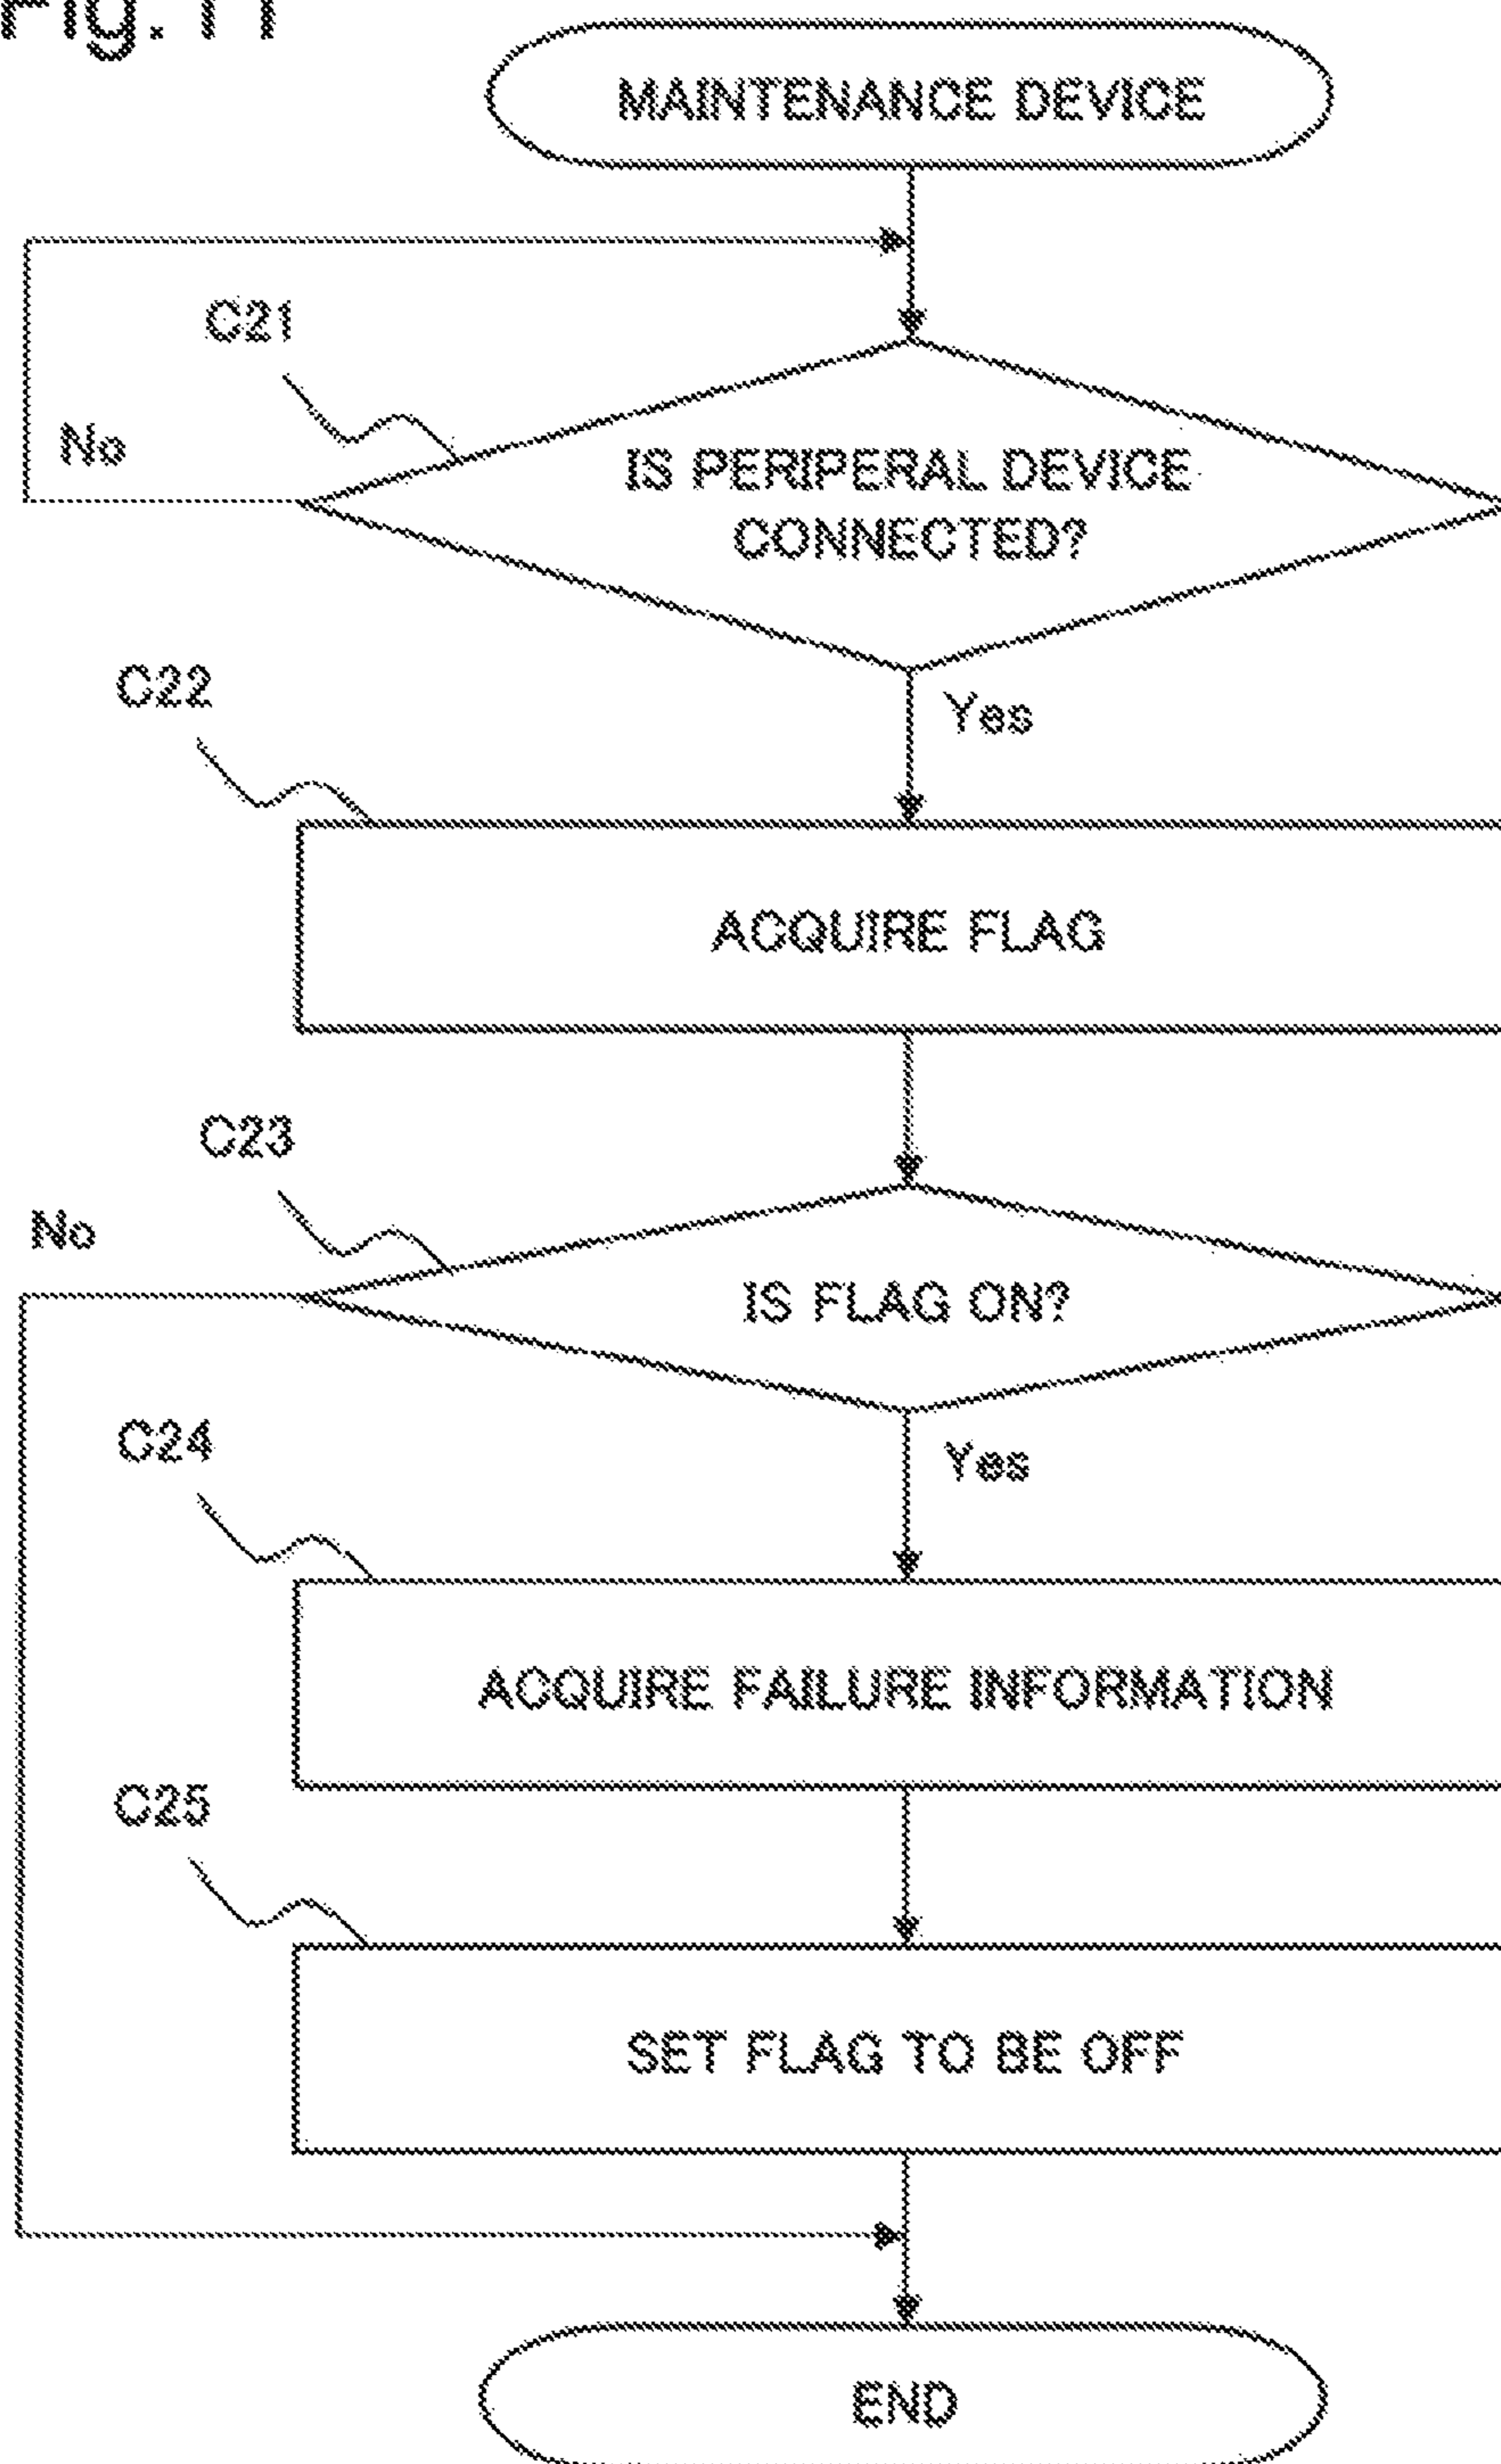 Fig. 11
MAINTENANCE DEVICE
C21
No
IS PERIPERAL DEVICE
CONNECTED?
C22
Yes
ACQUIRE FLAG
C23
No
IS FLAG ON?
C24
Yes
ACQUIRE FAILURE INFORMATION
C25
SET FLAG TO BE OFF
END